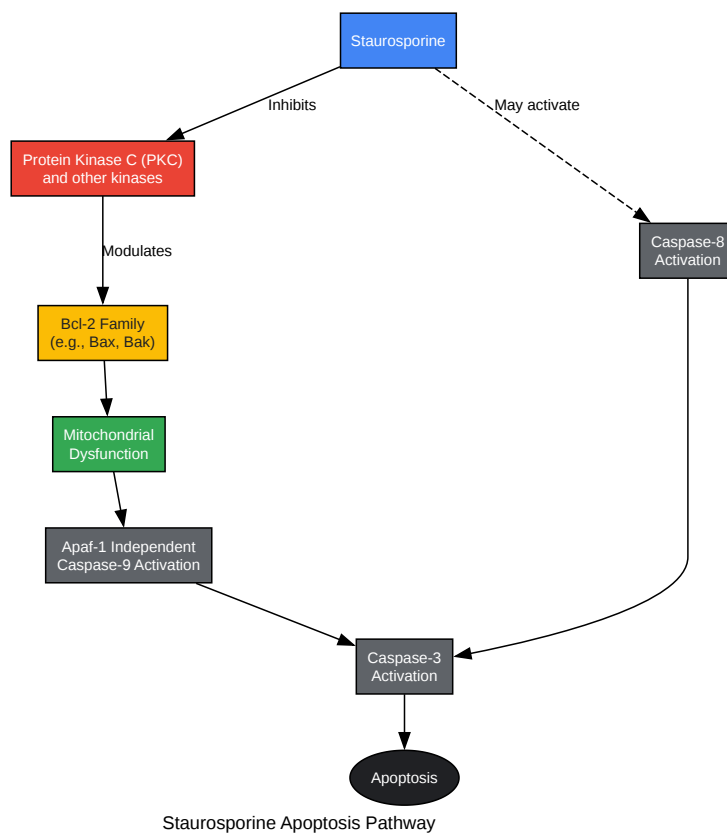 Staurosporine
Inhibits
May activate
Protein Kinase C (PKC)
and other kinases
Modulates
Caspase-8
Activation
Bcl-2 Family
(e.g., Bax, Bak)
Mitochondrial
Dysfunction
Apaf-1 Independent
Caspase-9 Activation
Caspase-3
Activation
Apoptosis
Staurosporine Apoptosis Pathway